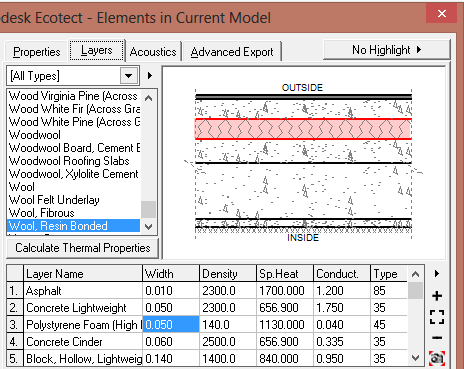 desk Ecotect - Elements in Current Model
Properties
Layers
Acoustics
Advanced Export
No Highlight
[All Types]
Wood Virginia Pine (Across
Wood White Fir (Across Gra
Wood White Pine (Across
Woodwool
Woodwool Board, Cement B
Woodwool Roofing Slabs
Woodwool, Xylolite Cement
Wool
Wool Felt Underlay
Wool, Fibrous
Wool, Resin Bonded
OUTSIDE
INSIDE
Calculate Thermal Properties
Layer Name Width Density Sp.Heat Conduct. Type
1. Asphalt 0.010 2300.0 1700.000 1.200 85
2. Concrete Lightweight 0.050 2300.0 656.900 1.750 35
3. Polystyrene Foam (High 0.050 140.0 1130.000 0.040 45
4. Concrete Cinder 0.060 2500.0 656.900 0.335 35
5. Block, Hollow, Lightweig 0.140 1400.0 840.000 0.950 35